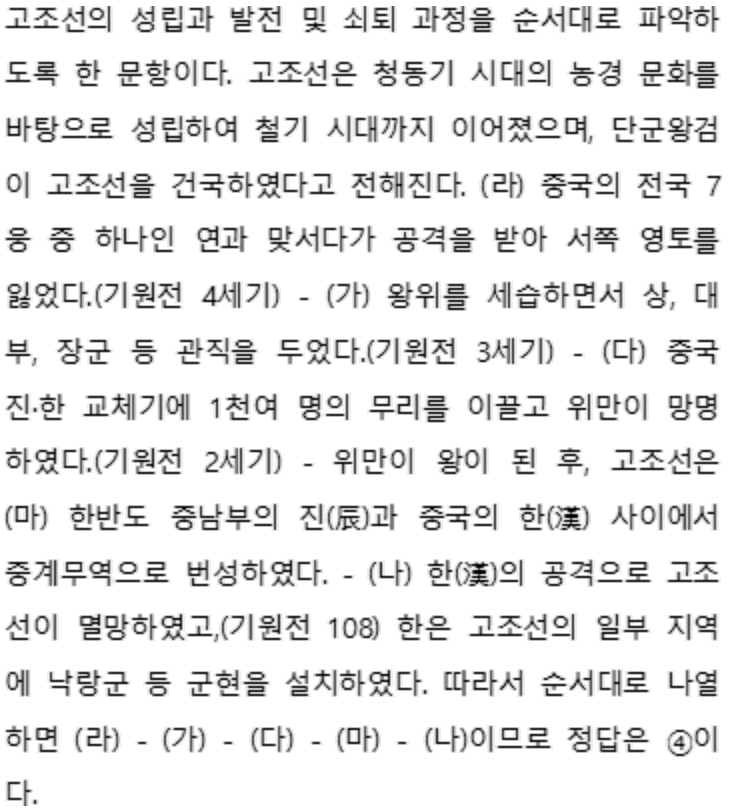 고조선의 성립과 발전 및 쇠퇴 과정을 순서대로 파악하
도록 한 문항이다. 고조선은 청동기 시대의 농경 문화를
바탕으로 성립하여 철기 시대까지 이어졌으며, 단군왕검
이 고조선을 건국하였다고 전해진다. (라) 중국의 전국 7
웅 중 하나인 연과 맞서다가 공격을 받아 서쪽 영토를
잃었다.(기원전 4세기) - (가) 왕위를 세습하면서 상, 대
부, 장군 등 관직을 두었다.(기원전 3세기) - (다) 중국
진·한 교체기에 1천여 명의 무리를 이끌고 위만이 망명
하였다.(기원전 2세기) - 위만이 왕이 된 후, 고조선은
(마) 한반도 중남부의 진(辰)과 중국의 한(漢) 사이에서
중계무역으로 번성하였다. - (나) 한(漢)의 공격으로 고조
선이 멸망하였고,(기원전 108) 한은 고조선의 일부 지역
에 낙랑군 등 군현을 설치하였다. 따라서 순서대로 나열
하면 (라) - (가) - (다) - (마) - (나)이므로 정답은 ④이
다.